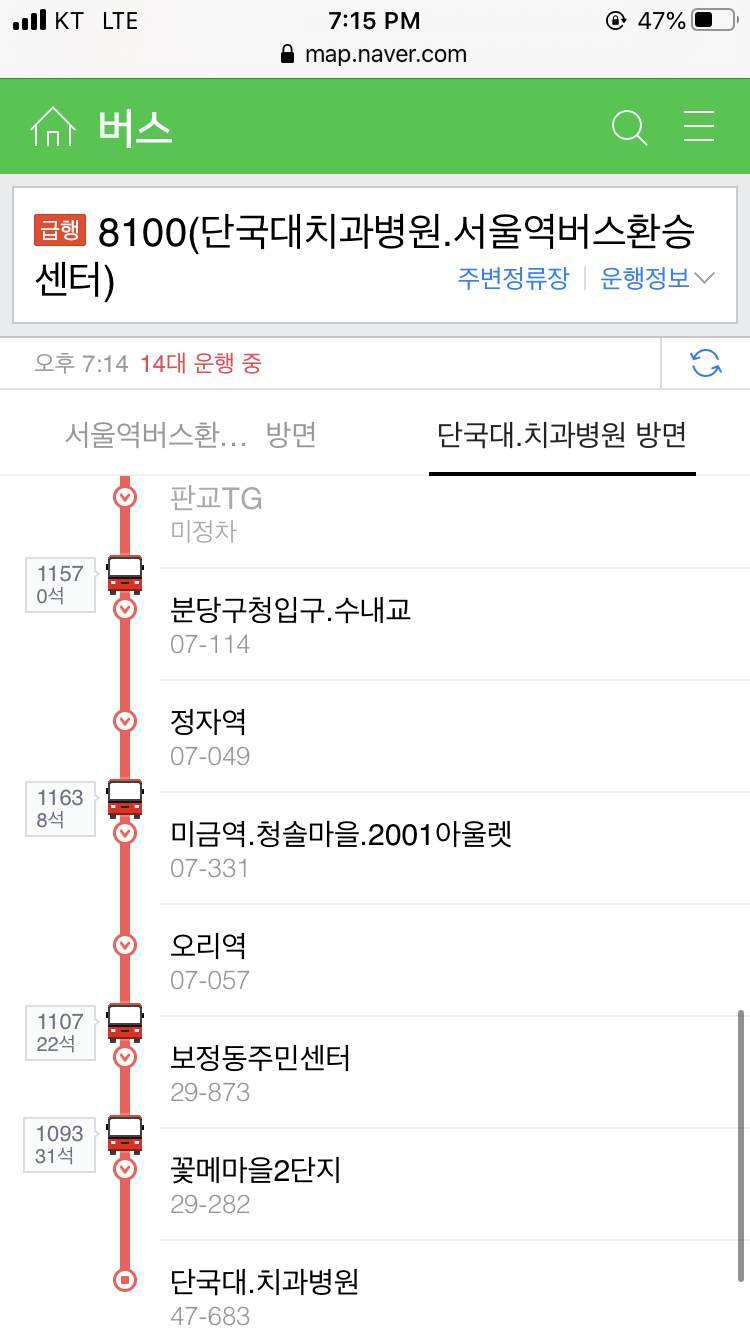 KT LTE 7:15 PM 47%
map.naver.com
버스
급행 8100(단국대치과병원.서울역버스환승
센터) 주변정류장 운행정보
오후 7:14 14대 운행 중
서울역버스환... 방면 단국대.치과병원 방면
판교TG
미정차
1157
0석
분당구청입구.수내교
07-114
정자역
07-049
1163
8석
미금역.청솔마을.2001아울렛
07-331
오리역
07-057
1107
22석
보정동주민센터
29-873
1093
31석
꽃메마을2단지
29-282
단국대.치과병원
47-683